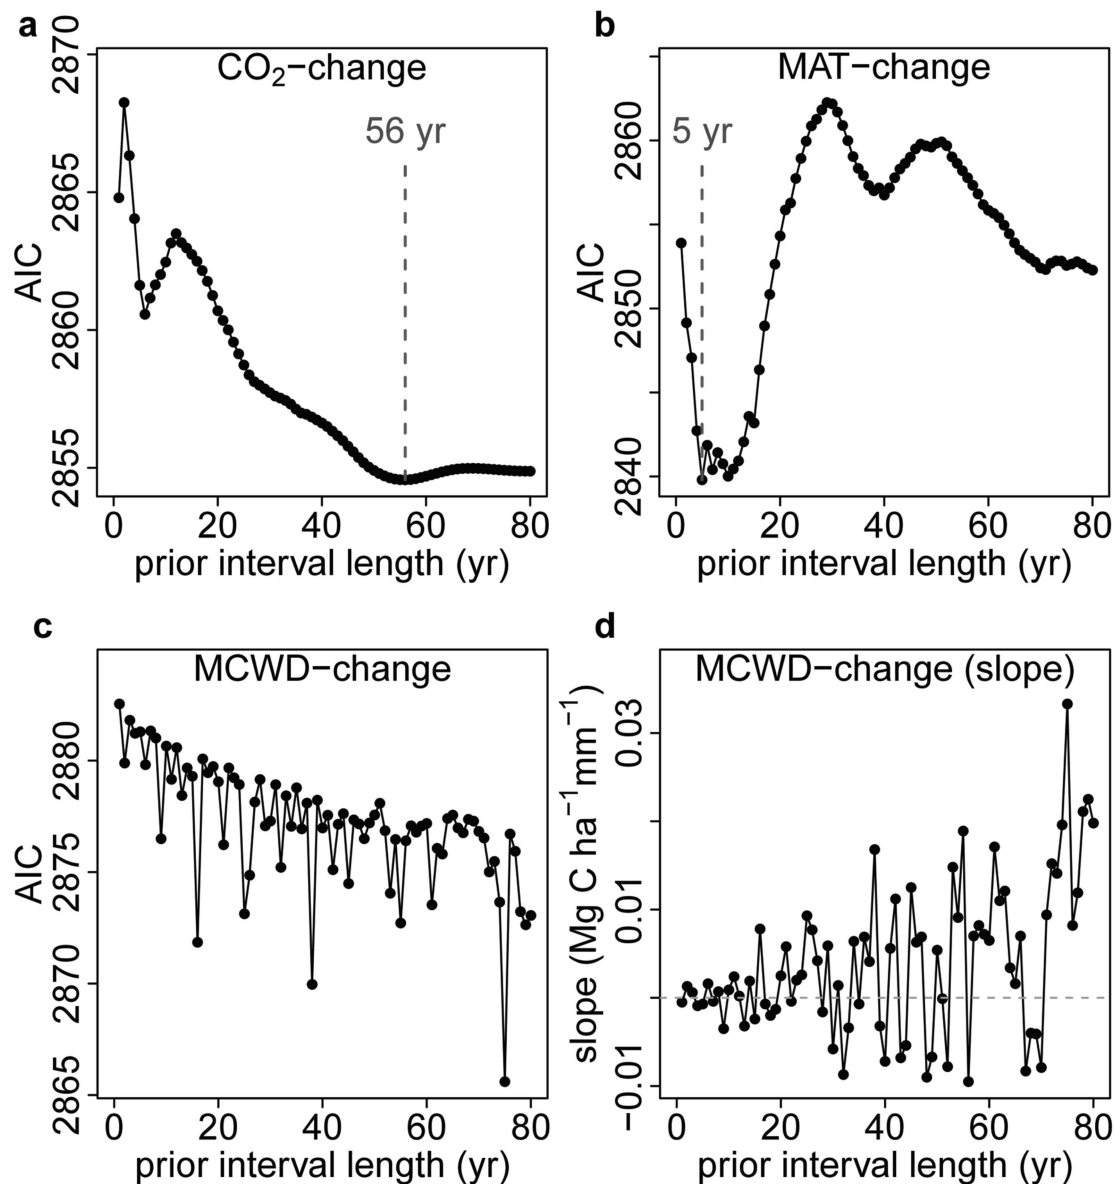 a
CO₂−change
56 yr
AIC
2855 2860 2865 2870
0 20 40 60 80
prior interval length (yr)
b
MAT−change
5 yr
AIC
2840 2850 2860
0 20 40 60 80
prior interval length (yr)
c
MCWD−change
AIC
2865 2870 2875 2880
0 20 40 60 80
prior interval length (yr)
d
MCWD−change (slope)
slope (Mg C ha⁻¹mm⁻¹)
−0.01 0.01 0.03
0 20 40 60 80
prior interval length (yr)